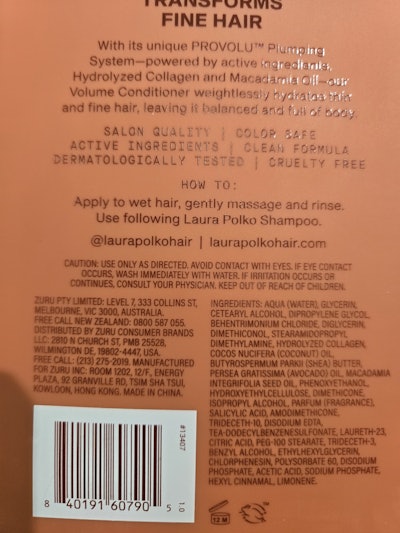 TRANSFORMS
FINE HAIR
With its unique PROVOLU™ Plumping
System—powered by active ingredients,
Hydrolyzed Collagen and Macadamia Oil—our
Volume Conditioner weightlessly hydrates thin
and fine hair, leaving it balanced and full of body.
SALON QUALITY | COLOR SAFE
ACTIVE INGREDIENTS | CLEAN FORMULA
DERMATOLOGICALLY TESTED | CRUELTY FREE
HOW TO:
Apply to wet hair, gently massage and rinse.
Use following Laura Polko Shampoo.
@laurapolkohair | laurapolkohair.com
CAUTION: USE ONLY AS DIRECTED. AVOID CONTACT WITH EYES. IF EYE CONTACT
OCCURS, WASH IMMEDIATELY WITH WATER. IF IRRITATION OCCURS OR
CONTINUES, CONSULT YOUR PHYSICIAN. KEEP OUT OF REACH OF CHILDREN.
ZURU PTY LIMITED: LEVEL 7, 333 COLLINS ST,
MELBOURNE, VIC 3000, AUSTRALIA.
FREE CALL NEW ZEALAND: 0800 567 055.
DISTRIBUTED BY ZURU CONSUMER BRANDS
LLC: 2810 N CHURCH ST, PMB 25528,
WILMINGTON DE, 19802-4447, USA.
FREE CALL: (213) 275-2019. MANUFACTURED
FOR ZURU INC: ROOM 1202, 12/F, ENERGY
PLAZA, 92 GRANVILLE RD, TSIM SHA TSUI,
KOWLOON, HONG KONG. MADE IN CHINA.
INGREDIENTS: AQUA (WATER), GLYCERIN,
CETEARYL ALCOHOL, DIPROPYLENE GLYCOL,
BEHENTRIMONIUM CHLORIDE, DIGLYCERIN,
DIMETHICONOL, STEARAMIDOPROPYL
DIMETHYLAMINE, HYDROLYZED COLLAGEN,
COCOS NUCIFERA (COCONUT) OIL,
BUTYROSPERMUM PARKII (SHEA) BUTTER,
PERSEA GRATISSIMA (AVOCADO) OIL, MACADAMIA
INTEGRIFOLIA SEED OIL, PHENOXYETHANOL,
HYDROXYETHYLCELLULOSE, DIMETHICONE,
ISOPROPYL ALCOHOL, PARFUM (FRAGRANCE),
SALICYLIC ACID, AMODIMETHICONE,
TRIDECETH-10, DISODIUM EDTA,
TEA-DODECYLBENZENESULFONATE, LAURETH-23,
CITRIC ACID, PEG-100 STEARATE, TRIDECETH-3,
BENZYL ALCOHOL, ETHYLHEXYLGLYCERIN,
CHLORPHENESIN, POLYSORBATE 60, DISODIUM
PHOSPHATE, ACETIC ACID, SODIUM PHOSPHATE,
HEXYL CINNAMAL, LIMONENE.
#13407
8 40191 60790 5
10
12 M